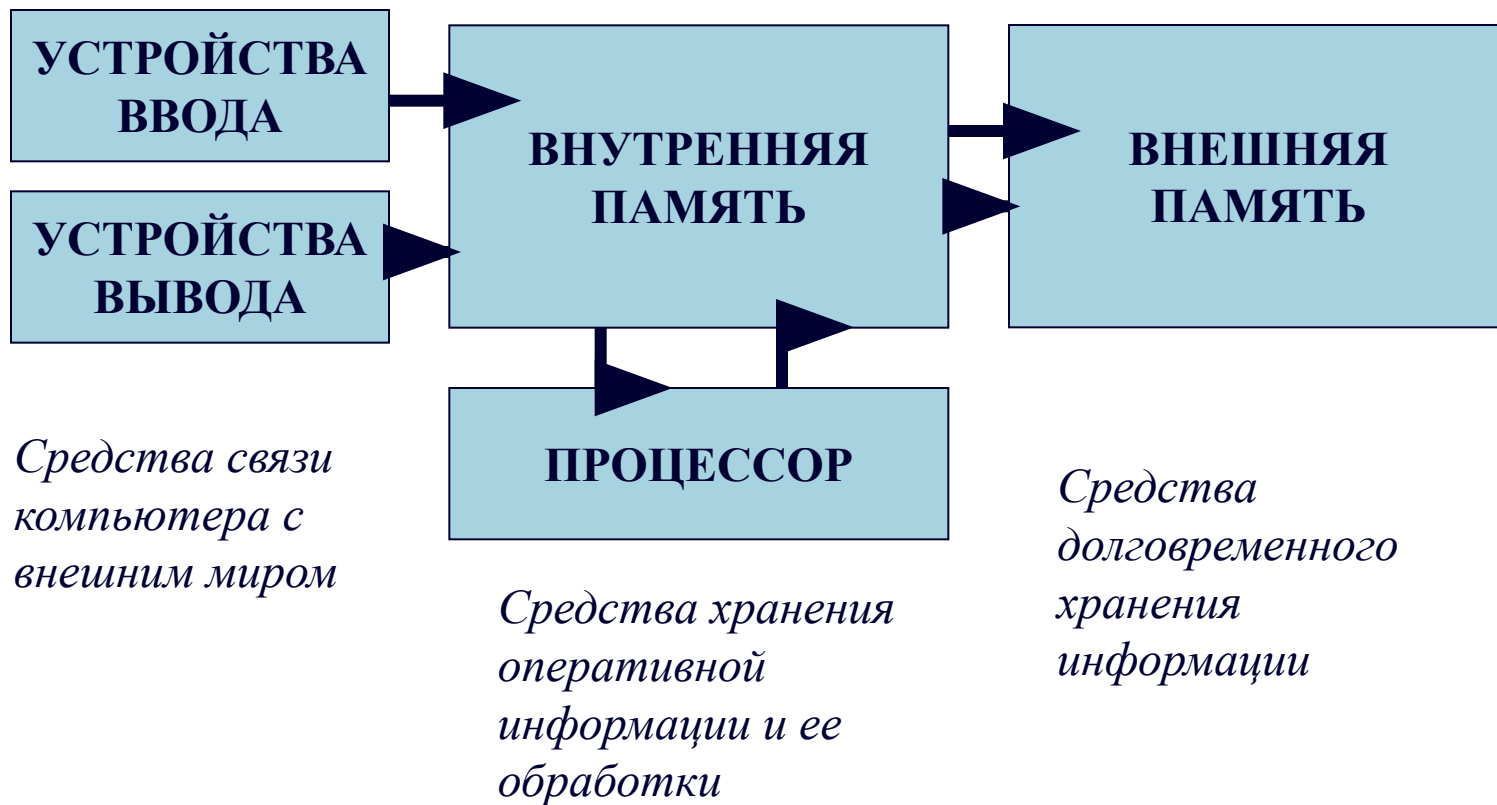 УСТРОЙСТВА
ВВОДА
УСТРОЙСТВА
ВЫВОДА
ВНУТРЕННЯЯ
ПАМЯТЬ
ВНЕШНЯЯ
ПАМЯТЬ
ПРОЦЕССОР
Средства связи
компьютера с
внешним миром
Средства хранения
оперативной
информации и ее
обработки
Средства
долговременного
хранения
информации